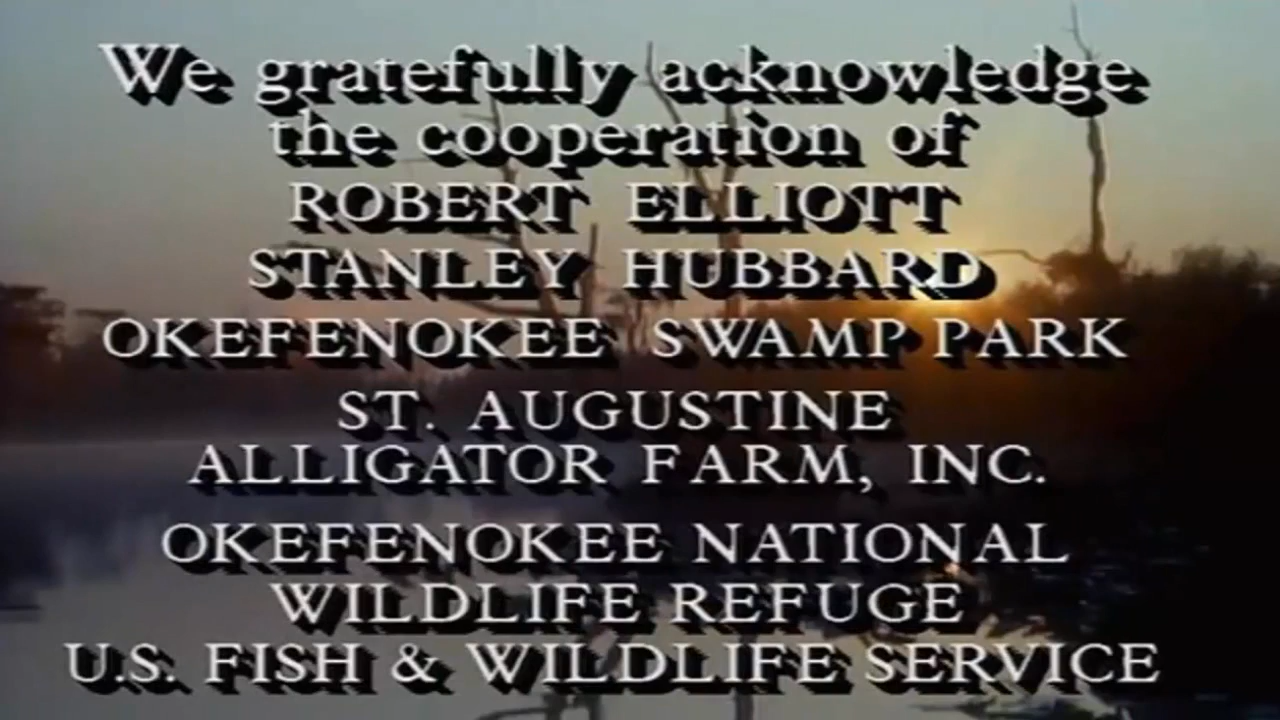 We gratefully acknowledge
the cooperation of
ROBERT ELLIOTT
STANLEY HUBBARD
OKEFENOKEE SWAMP PARK
ST. AUGUSTINE
ALLIGATOR FARM, INC.
OKEFENOKEE NATIONAL
WILDLIFE REFUGE
U.S. FISH & WILDLIFE SERVICE